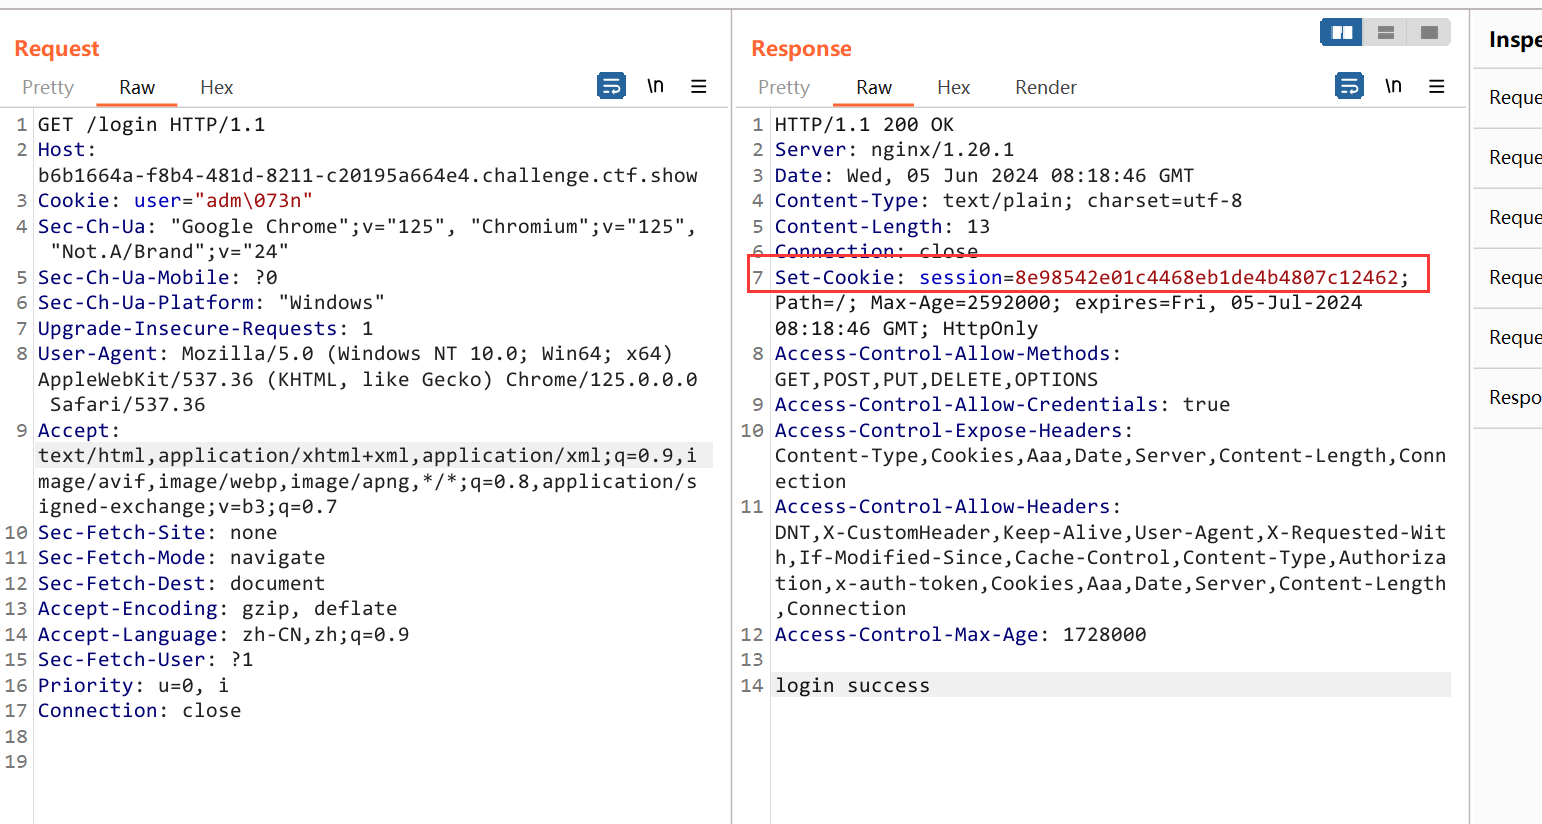 Request
Pretty Raw Hex \n
1 GET /login HTTP/1.1
2 Host:
b6b1664a-f8b4-481d-8211-c20195a664e4.challenge.ctf.show
3 Cookie: user="adm\073n"
4 Sec-Ch-Ua: "Google Chrome";v="125", "Chromium";v="125",
"Not.A/Brand";v="24"
5 Sec-Ch-Ua-Mobile: ?0
6 Sec-Ch-Ua-Platform: "Windows"
7 Upgrade-Insecure-Requests: 1
8 User-Agent: Mozilla/5.0 (Windows NT 10.0; Win64; x64)
AppleWebKit/537.36 (KHTML, like Gecko) Chrome/125.0.0.0
Safari/537.36
9 Accept:
text/html,application/xhtml+xml,application/xml;q=0.9,i
mage/avif,image/webp,image/apng,*/*;q=0.8,application/s
igned-exchange;v=b3;q=0.7
10 Sec-Fetch-Site: none
11 Sec-Fetch-Mode: navigate
12 Sec-Fetch-Dest: document
13 Accept-Encoding: gzip, deflate
14 Accept-Language: zh-CN,zh;q=0.9
15 Sec-Fetch-User: ?1
16 Priority: u=0, i
17 Connection: close
18
19
Response
Pretty Raw Hex Render \n
1 HTTP/1.1 200 OK
2 Server: nginx/1.20.1
3 Date: Wed, 05 Jun 2024 08:18:46 GMT
4 Content-Type: text/plain; charset=utf-8
5 Content-Length: 13
6 Connection: close
7 Set-Cookie: session=8e98542e01c4468eb1de4b4807c12462;
Path=/; Max-Age=2592000; expires=Fri, 05-Jul-2024
08:18:46 GMT; HttpOnly
8 Access-Control-Allow-Methods:
GET,POST,PUT,DELETE,OPTIONS
9 Access-Control-Allow-Credentials: true
10 Access-Control-Expose-Headers:
Content-Type,Cookies,Aaa,Date,Server,Content-Length,Conn
ection
11 Access-Control-Allow-Headers:
DNT,X-CustomHeader,Keep-Alive,User-Agent,X-Requested-Wit
h,If-Modified-Since,Cache-Control,Content-Type,Authoriza
tion,x-auth-token,Cookies,Aaa,Date,Server,Content-Length
,Connection
12 Access-Control-Max-Age: 1728000
13
14 login success
Inspe
Reque
Reque
Reque
Reque
Reque
Respo